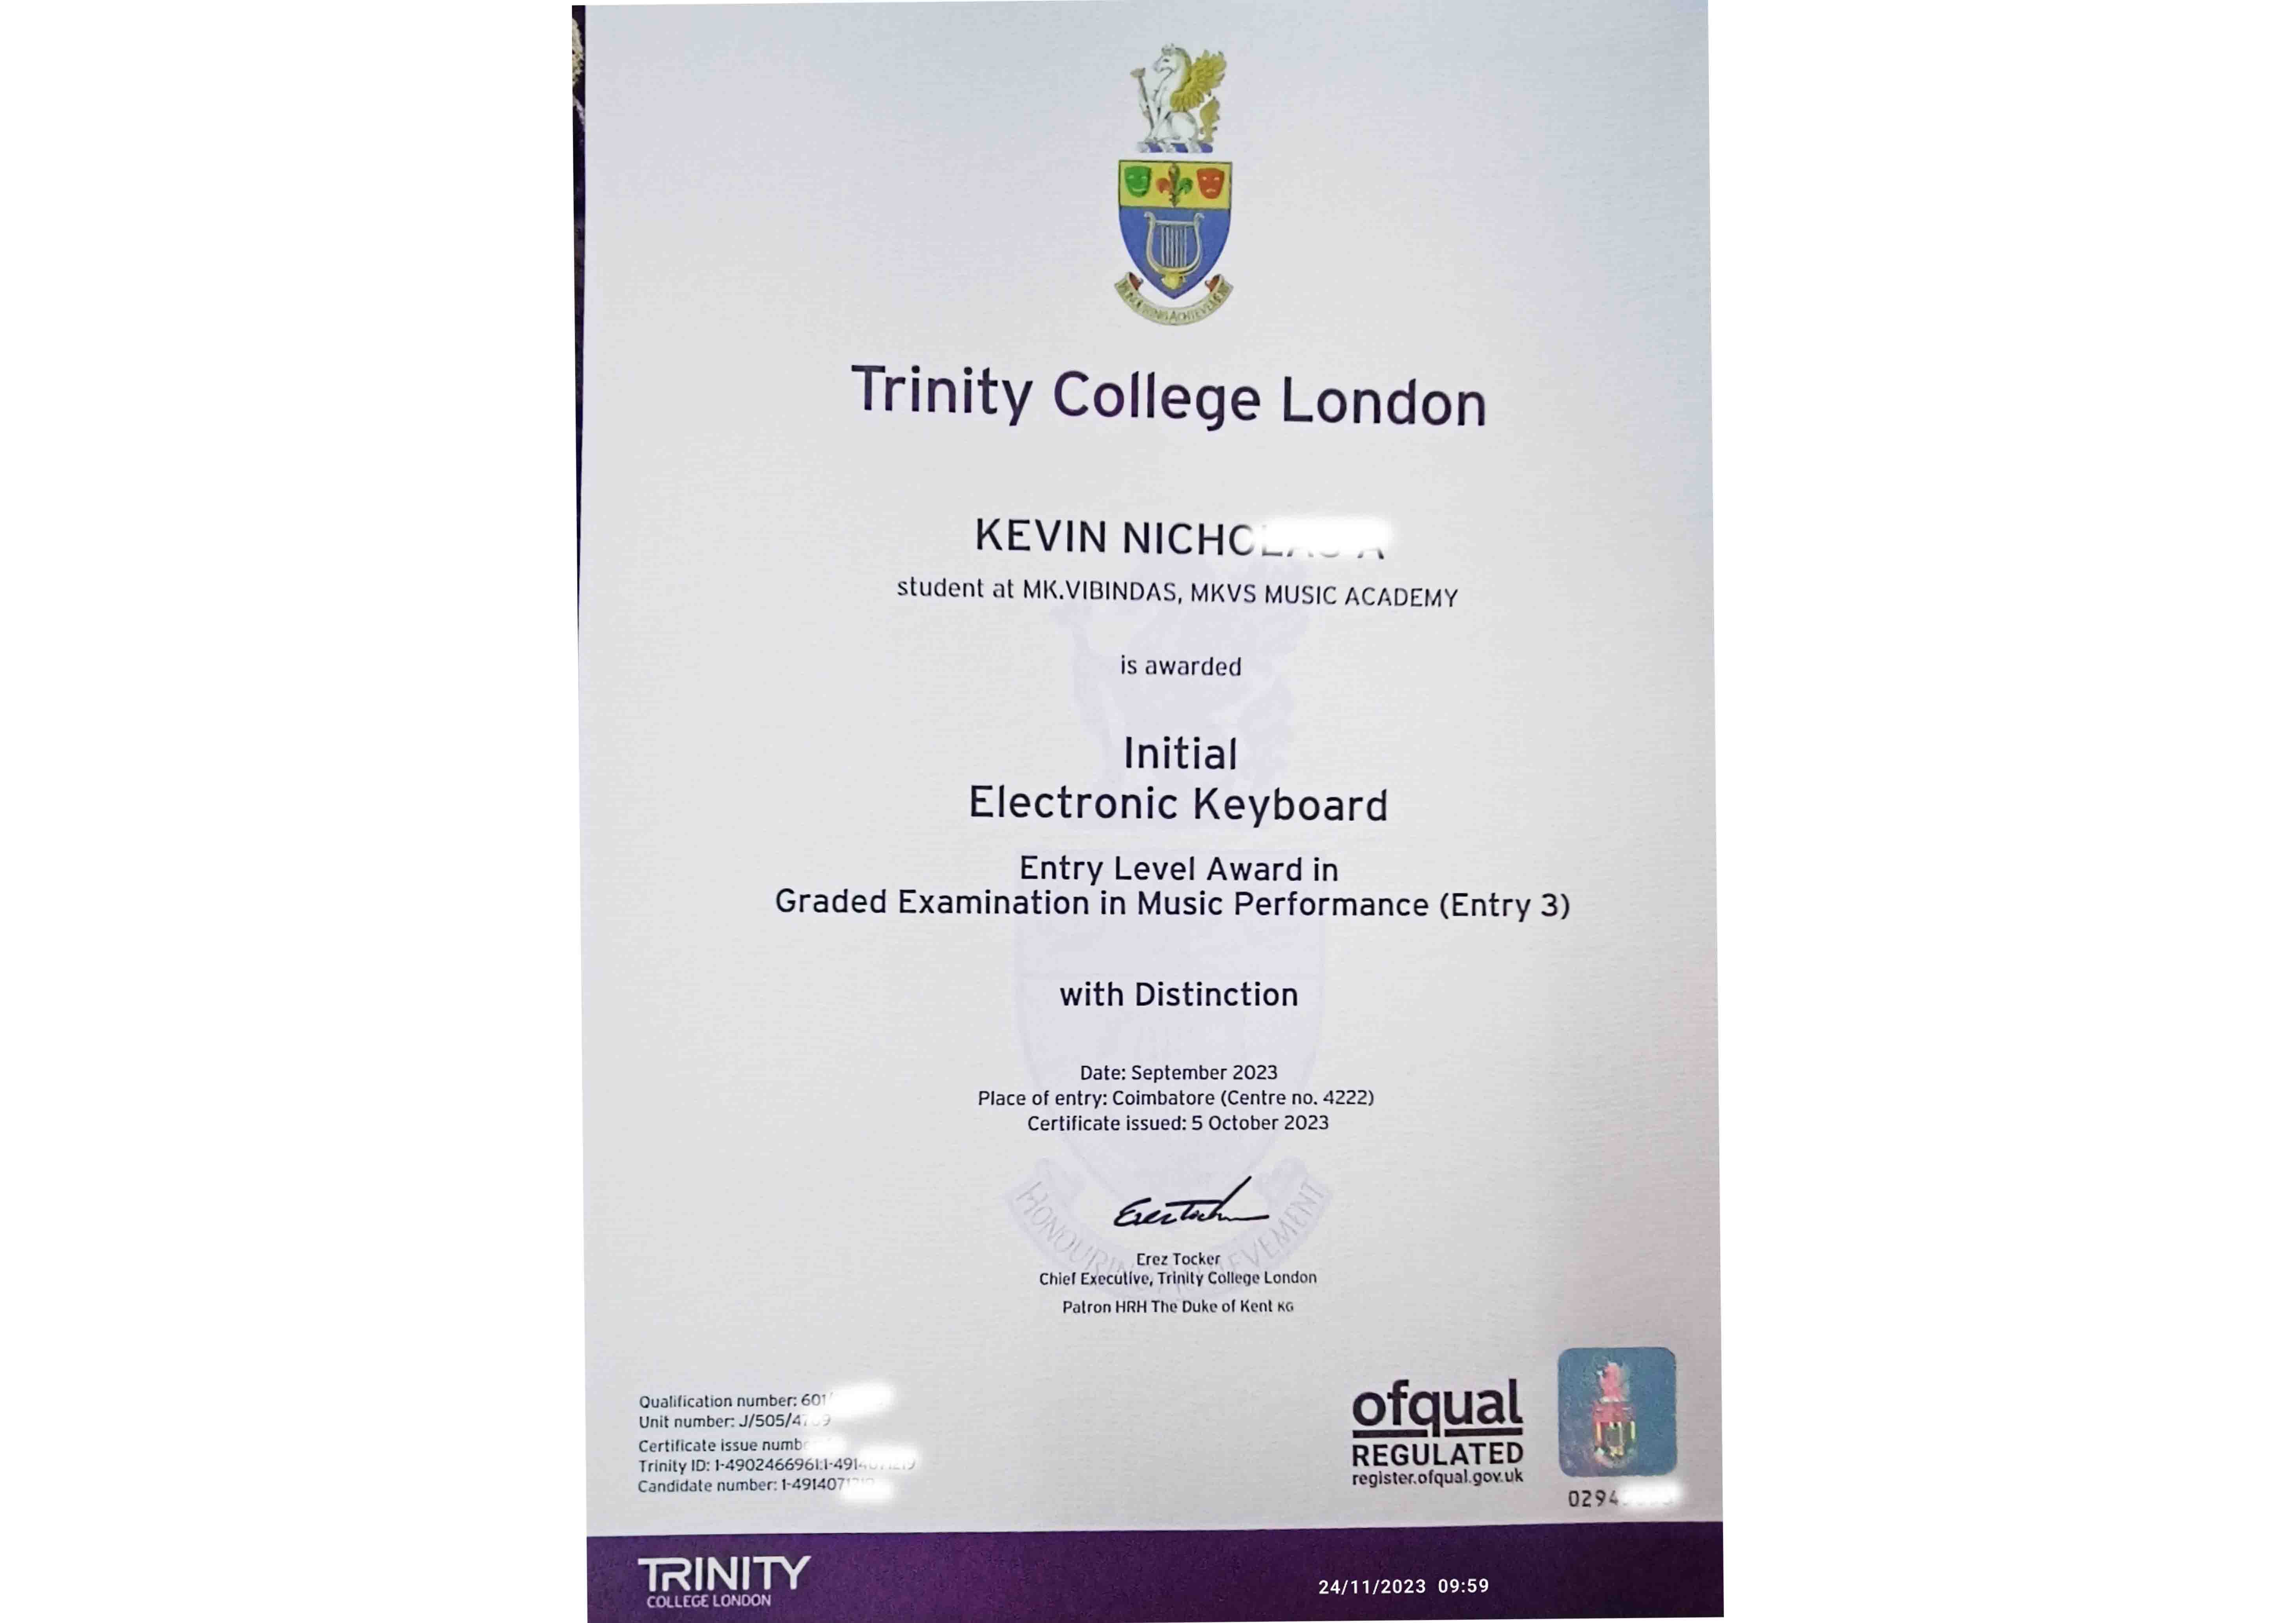 HONOURING ACHIEVEMENT
Trinity College London
KEVIN
student at MK.VIBINDAS, MKVS MUSIC ACADEMY
is awarded
Initial
Electronic Keyboard
Entry Level Award in
Graded Examination in Music Performance (Entry 3)
with Distinction
Date: September 2023
Place of entry: Coimbatore (Centre no. 4222)
Certificate issued: 5 October 2023
HONOURING ACHIEVEMENT
Erez Tocker
Chief Executive, Trinity College London
Patron HRH The Duke of Kent KG
Qualification number:
Unit number:
Certificate issue
Trinity ID:
Candidate number:
ofqual
REGULATED
register.ofqual.gov.uk
TRINITY
COLLEGE LONDON
24/11/2023 09:59